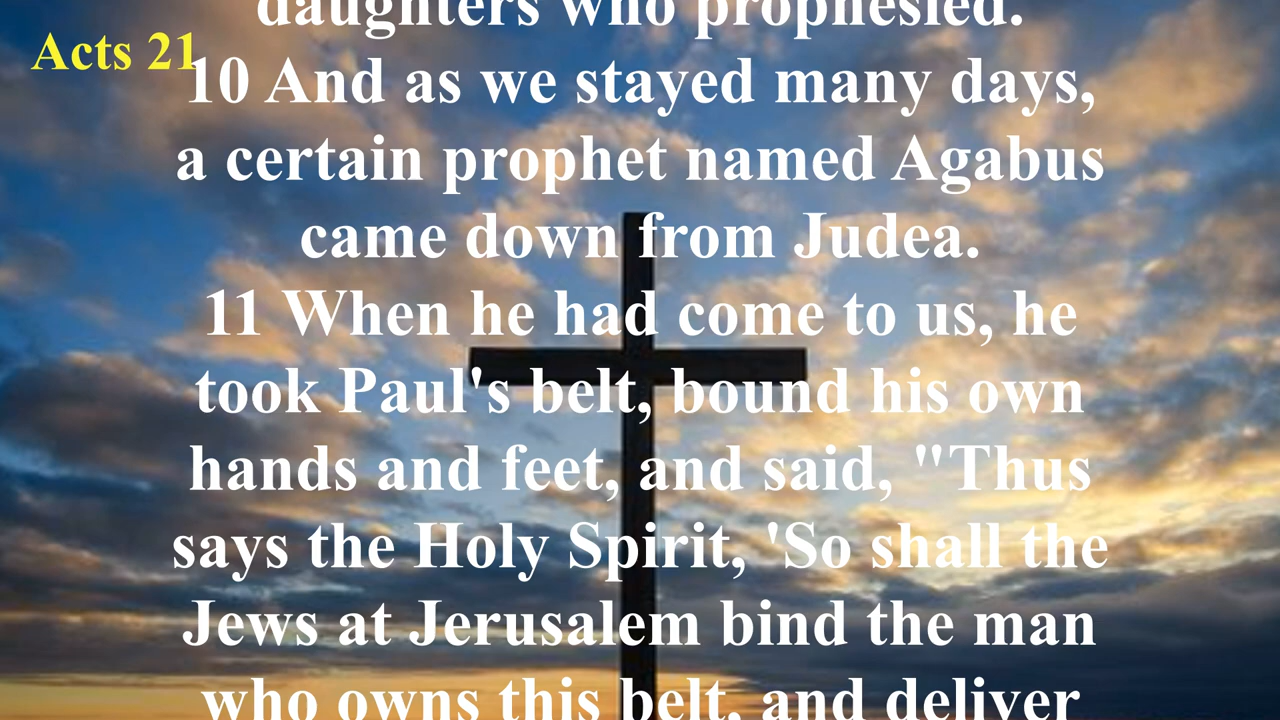 daughters who prophesied.
Acts 21
10 And as we stayed many days,
a certain prophet named Agabus
came down from Judea.
11 When he had come to us, he
took Paul's belt, bound his own
hands and feet, and said, "Thus
says the Holy Spirit, 'So shall the
Jews at Jerusalem bind the man
who owns this belt, and deliver